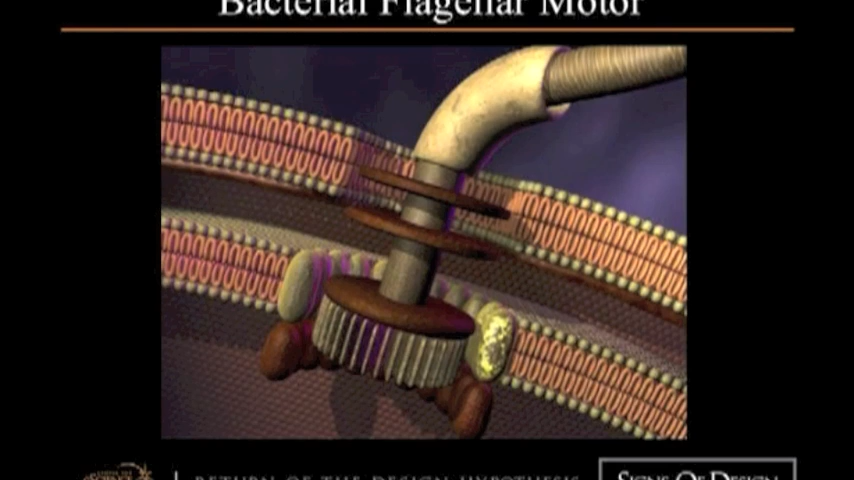 Bacterial Flagellar Motor
RETURN OF THE DESIGN HYPOTHESIS
SIGNS OF DESIGN